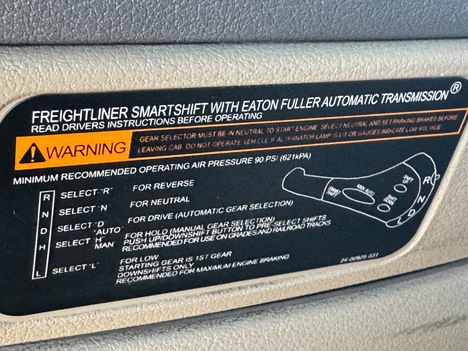 FREIGHTLINER SMARTSHIFT WITH EATON FULLER AUTOMATIC TRANSMISSION®
READ DRIVERS INSTRUCTIONS BEFORE OPERATING
WARNING
GEAR SELECTOR MUST BE IN NEUTRAL TO START ENGINE. SELECT NEUTRAL AND SET PARKING BRAKES BEFORE
LEAVING CAB. DO NOT OPERATE VEHICLE IF ALTERNATOR LAMP IS LIT OR GAUGES INDICATE LOW VOLTAGE
MINIMUM RECOMMENDED OPERATING AIR PRESSURE 90 PSI (621kPA)
R SELECT "R" FOR REVERSE
N SELECT "N" FOR NEUTRAL
D SELECT "D" FOR DRIVE (AUTOMATIC GEAR SELECTION)
"AUTO"
H SELECT "H" FOR HOLD (MANUAL GEAR SELECTION)
MAN PUSH UP/DOWNSHIFT BUTTON TO PRE-SELECT SHIFTS
RECOMMENDED FOR USE ON GRADES AND RAILROAD TRACKS
L SELECT "L" FOR LOW
STARTING GEAR IS 1ST GEAR
DOWNSHIFTS ONLY
RECOMMENDED FOR MAXIMUM ENGINE BRAKING
R
N
D